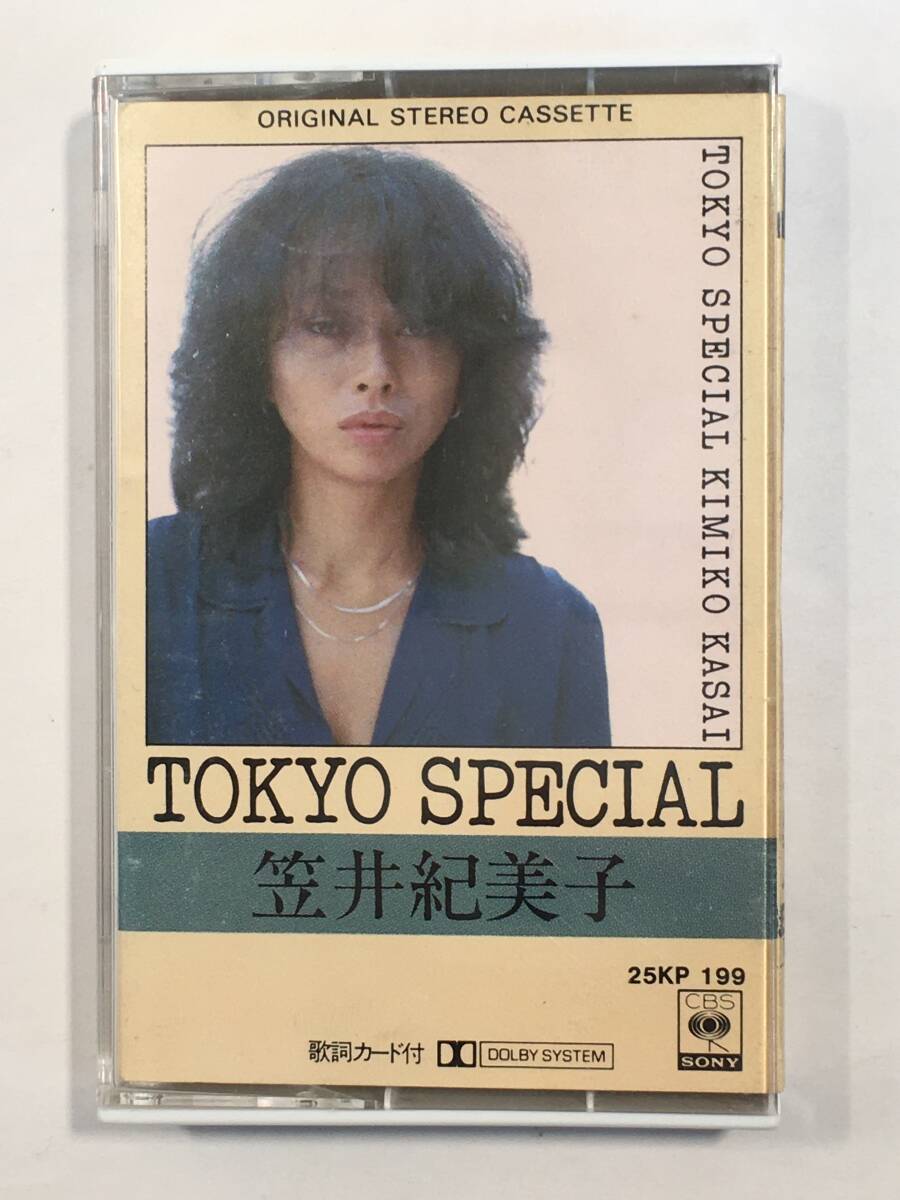 ORIGINAL STEREO CASSETTE
TOKYO SPECIAL KIMIKO KASAI
TOKYO SPECIAL
笠井紀美子
25KP 199
CBS
SONY
歌詞カード付
DOLBY SYSTEM